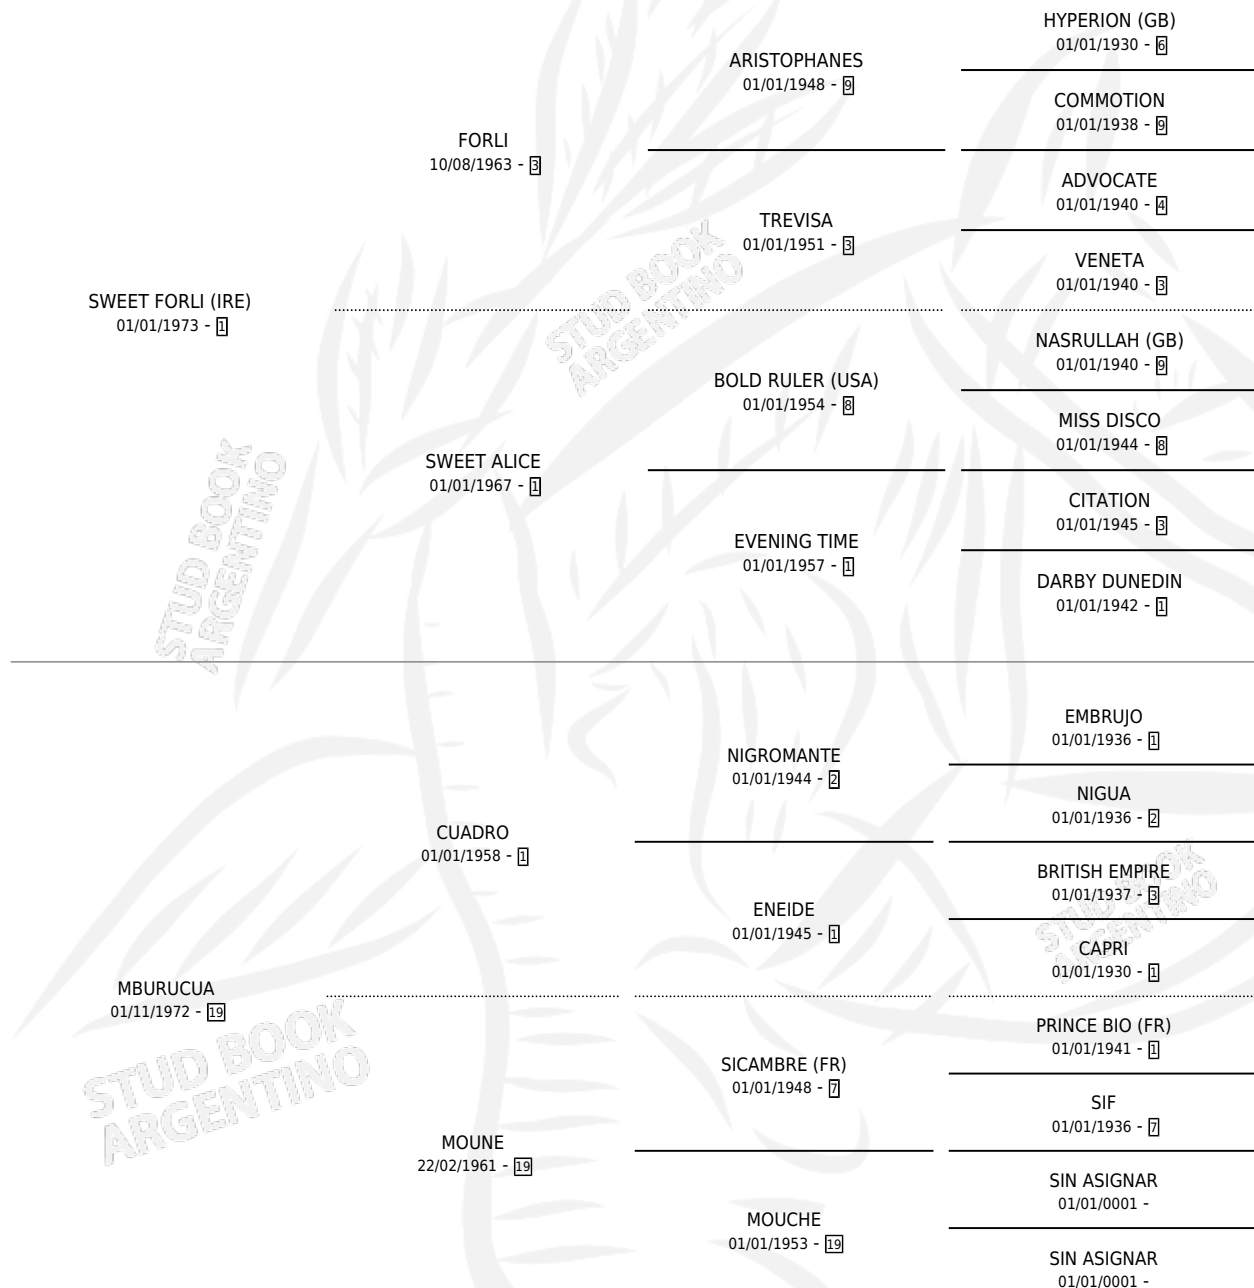 HYPERION (GB)
01/01/1930 - 6
ARISTOPHANES
01/01/1948 - 9
COMMOTION
01/01/1938 - 9
FORLI
10/08/1963 - 3
ADVOCATE
01/01/1940 - 4
TREVISA
01/01/1951 - 3
VENETA
01/01/1940 - 3
SWEET FORLI (IRE)
01/01/1973 - 1
NASRULLAH (GB)
01/01/1940 - 9
BOLD RULER (USA)
01/01/1954 - 8
MISS DISCO
01/01/1944 - 8
SWEET ALICE
01/01/1967 - 1
CITATION
01/01/1945 - 3
EVENING TIME
01/01/1957 - 1
DARBY DUNEDIN
01/01/1942 - 1
EMBRUJO
01/01/1936 - 1
NIGROMANTE
01/01/1944 - 2
NIGUA
01/01/1936 - 2
CUADRO
01/01/1958 - 1
BRITISH EMPIRE
01/01/1937 - 3
ENEIDE
01/01/1945 - 1
CAPRI
01/01/1930 - 1
MBURUCUA
01/11/1972 - 19
PRINCE BIO (FR)
01/01/1941 - 1
SICAMBRE (FR)
01/01/1948 - 7
SIF
01/01/1936 - 7
MOUNE
22/02/1961 - 19
SIN ASIGNAR
01/01/0001 -
MOUCHE
01/01/1953 - 19
SIN ASIGNAR
01/01/0001 -
STUD BOOK
ARGENTINO
STUD BOOK
ARGENTINO
STUD BOOK
ARGENTINO
STUD BOOK
ARGENTINO